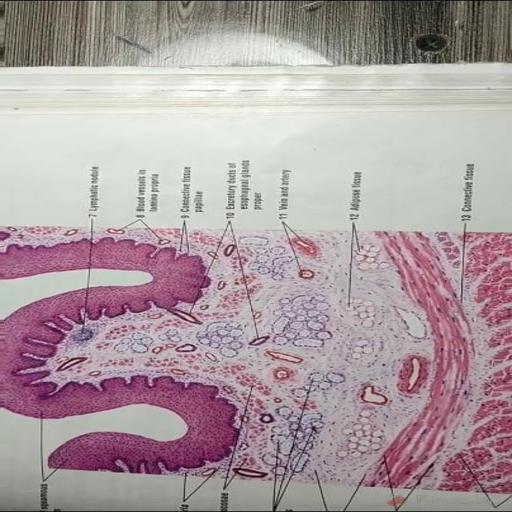 7 Lymphatic nodule
8 Blood vessels in
lamina propria
9 Connective tissue
papillae
10 Excretory ducts of
esophageal glands
proper
11 Vein and artery
12 Adipose tissue
13 Connective tissue